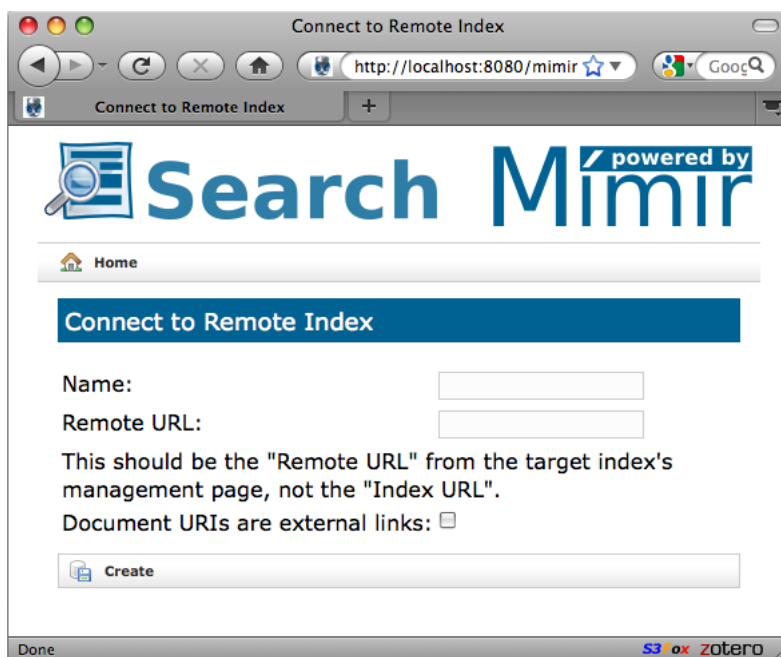 Connect to Remote Index
http://localhost:8080/mimir
Goog
Connect to Remote Index +
Search
powered by
Mímir
Home
Connect to Remote Index
Name:
Remote URL:
This should be the "Remote URL" from the target index's
management page, not the "Index URL".
Document URIs are external links:
Create
Done
S3Fox zotero